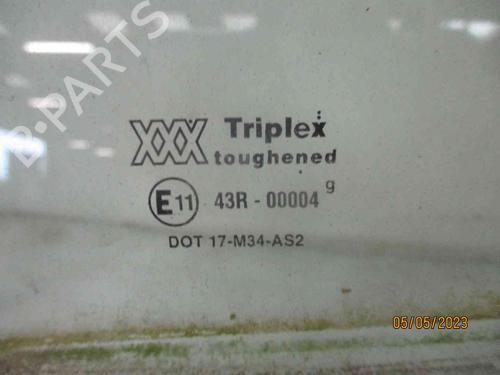 B-PARTS
XXX Triplex
toughened
E11 43R - 00004 g
DOT 17-M34-AS2
05/05/2023